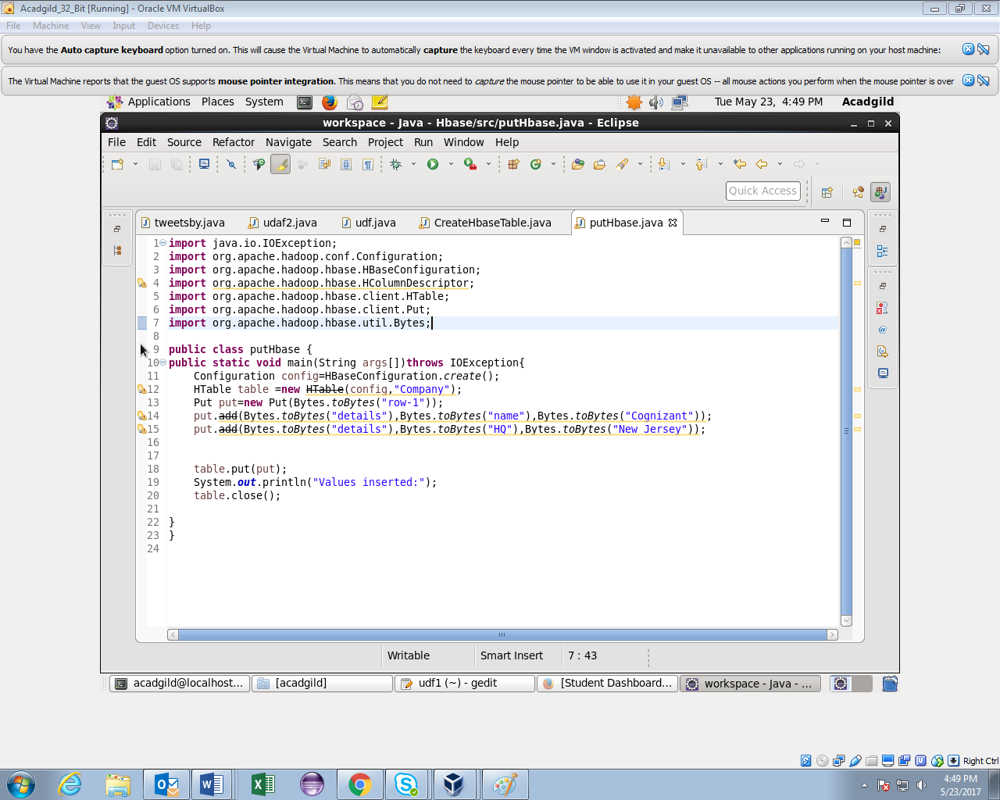 Acadgild_32_Bit [Running] - Oracle VM VirtualBox
File Machine View Input Devices Help
You have the Auto capture keyboard option turned on. This will cause the Virtual Machine to automatically capture the keyboard every time the VM window is activated and make it unavailable to other applications running on your host machine:
The Virtual Machine reports that the guest OS supports mouse pointer integration. This means that you do not need to capture the mouse pointer to be able to use it in your guest OS -- all mouse actions you perform when the mouse pointer is over
Applications Places System Tue May 23, 4:49 PM Acadgild
workspace - Java - Hbase/src/putHbase.java - Eclipse
File Edit Source Refactor Navigate Search Project Run Window Help
Quick Access
tweetsby.java udaf2.java udf.java CreateHbaseTable.java putHbase.java
1 import java.io.IOException;
2 import org.apache.hadoop.conf.Configuration;
3 import org.apache.hadoop.hbase.HBaseConfiguration;
4 import org.apache.hadoop.hbase.HColumnDescriptor;
5 import org.apache.hadoop.hbase.client.HTable;
6 import org.apache.hadoop.hbase.client.Put;
7 import org.apache.hadoop.hbase.util.Bytes;
8
9 public class putHbase {
10 public static void main(String args[])throws IOException{
11 Configuration config=HBaseConfiguration.create();
12 HTable table =new HTable(config,"Company");
13 Put put=new Put(Bytes.toBytes("row-1"));
14 put.add(Bytes.toBytes("details"),Bytes.toBytes("name"),Bytes.toBytes("Cognizant"));
15 put.add(Bytes.toBytes("details"),Bytes.toBytes("HQ"),Bytes.toBytes("New Jersey"));
16
17
18 table.put(put);
19 System.out.println("Values inserted:");
20 table.close();
21
22 }
23 }
24
Writable Smart Insert 7 : 43
acadgild@localhost... [acadgild] udf1 (~) - gedit [Student Dashboard... workspace - Java - ...
Right Ctrl
4:49 PM
5/23/2017